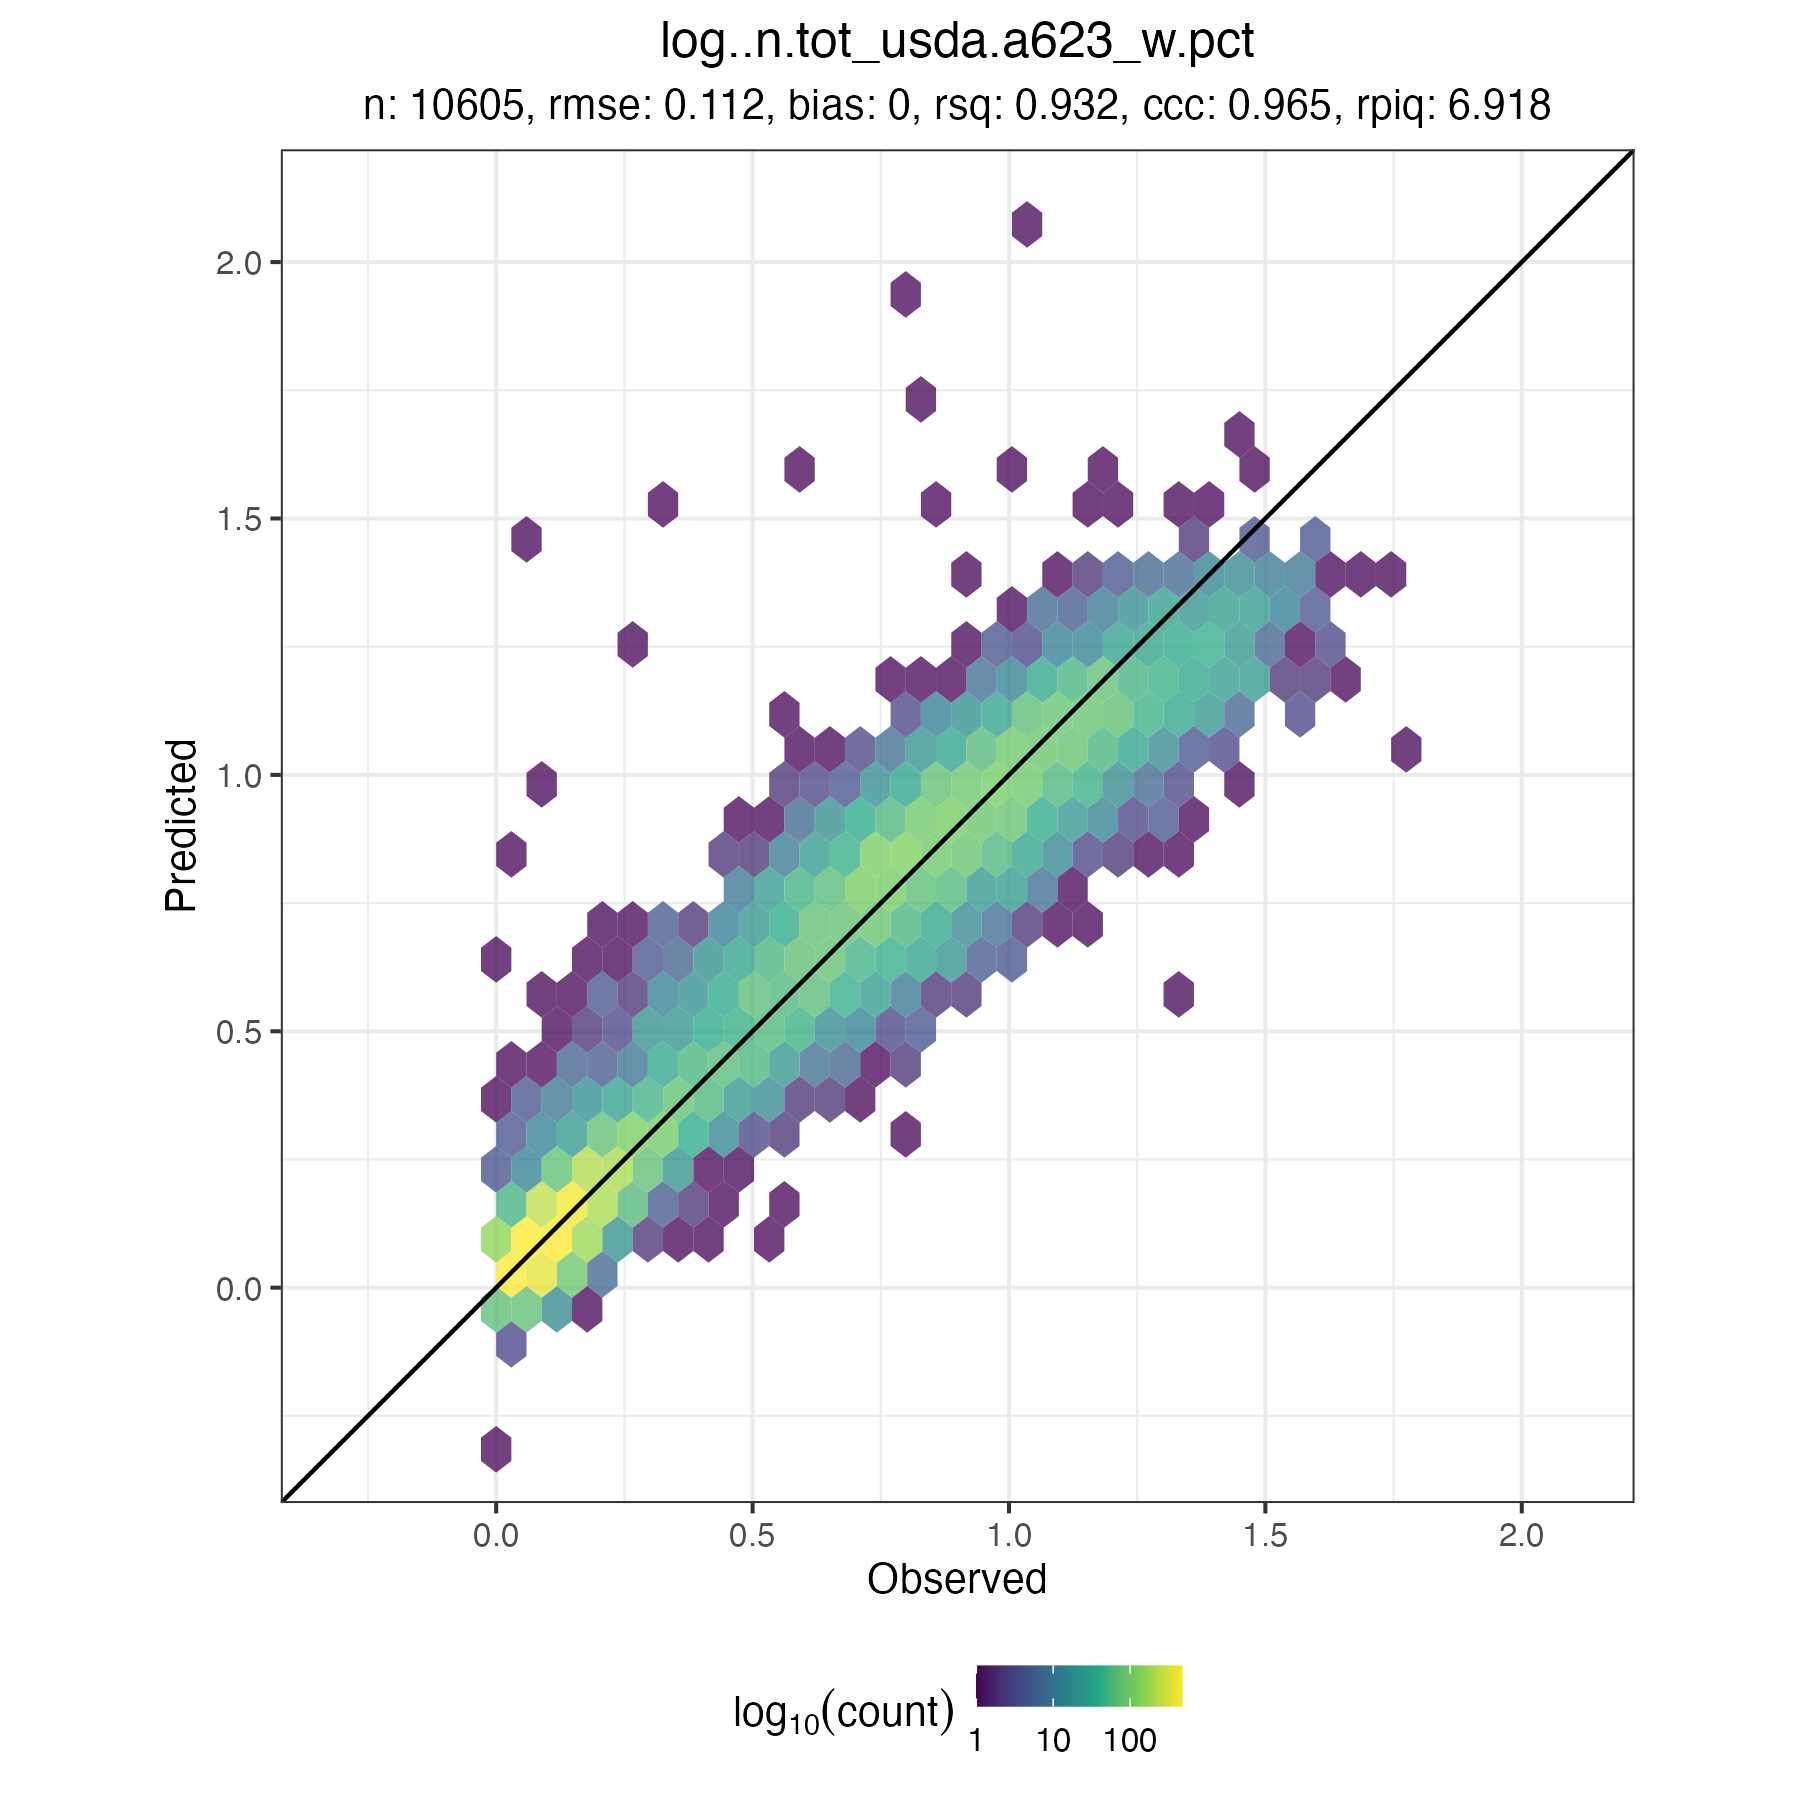 log..n.tot_usda.a623_w.pct
n: 10605, rmse: 0.112, bias: 0, rsq: 0.932, ccc: 0.965, rpiq: 6.918
Predicted
2.0
1.5
1.0
0.5
0.0
0.0 0.5 1.0 1.5 2.0
Observed
log₁₀(count)
1 10 100